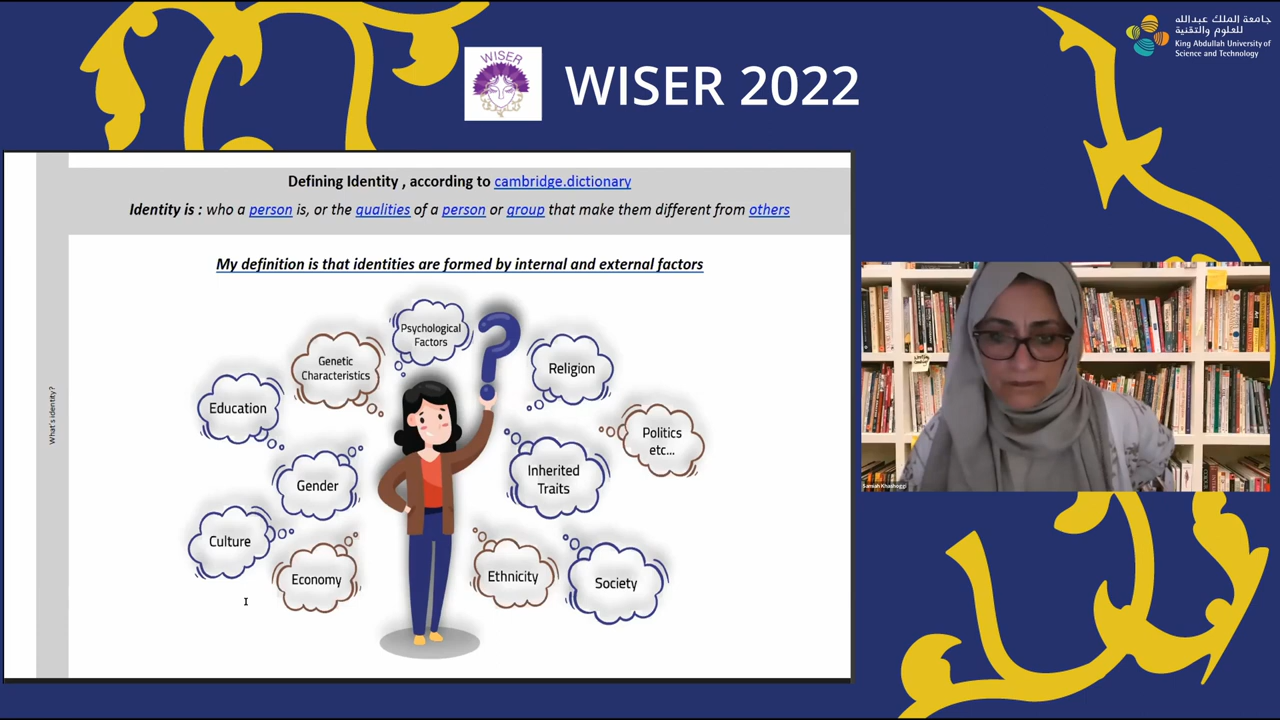 جامعة الملك عبدالله
للعلوم والتقنية
King Abdullah University of
Science and Technology
WISER
WISER 2022
Defining Identity , according to cambridge.dictionary
Identity is : who a person is, or the qualities of a person or group that make them different from others
My definition is that identities are formed by internal and external factors
What's identity?
Psychological
Factors
Genetic
Characteristics
Religion
Education
Politics
etc...
Gender
Inherited
Traits
Culture
Economy
Ethnicity
Society
Samiah Khashoggi